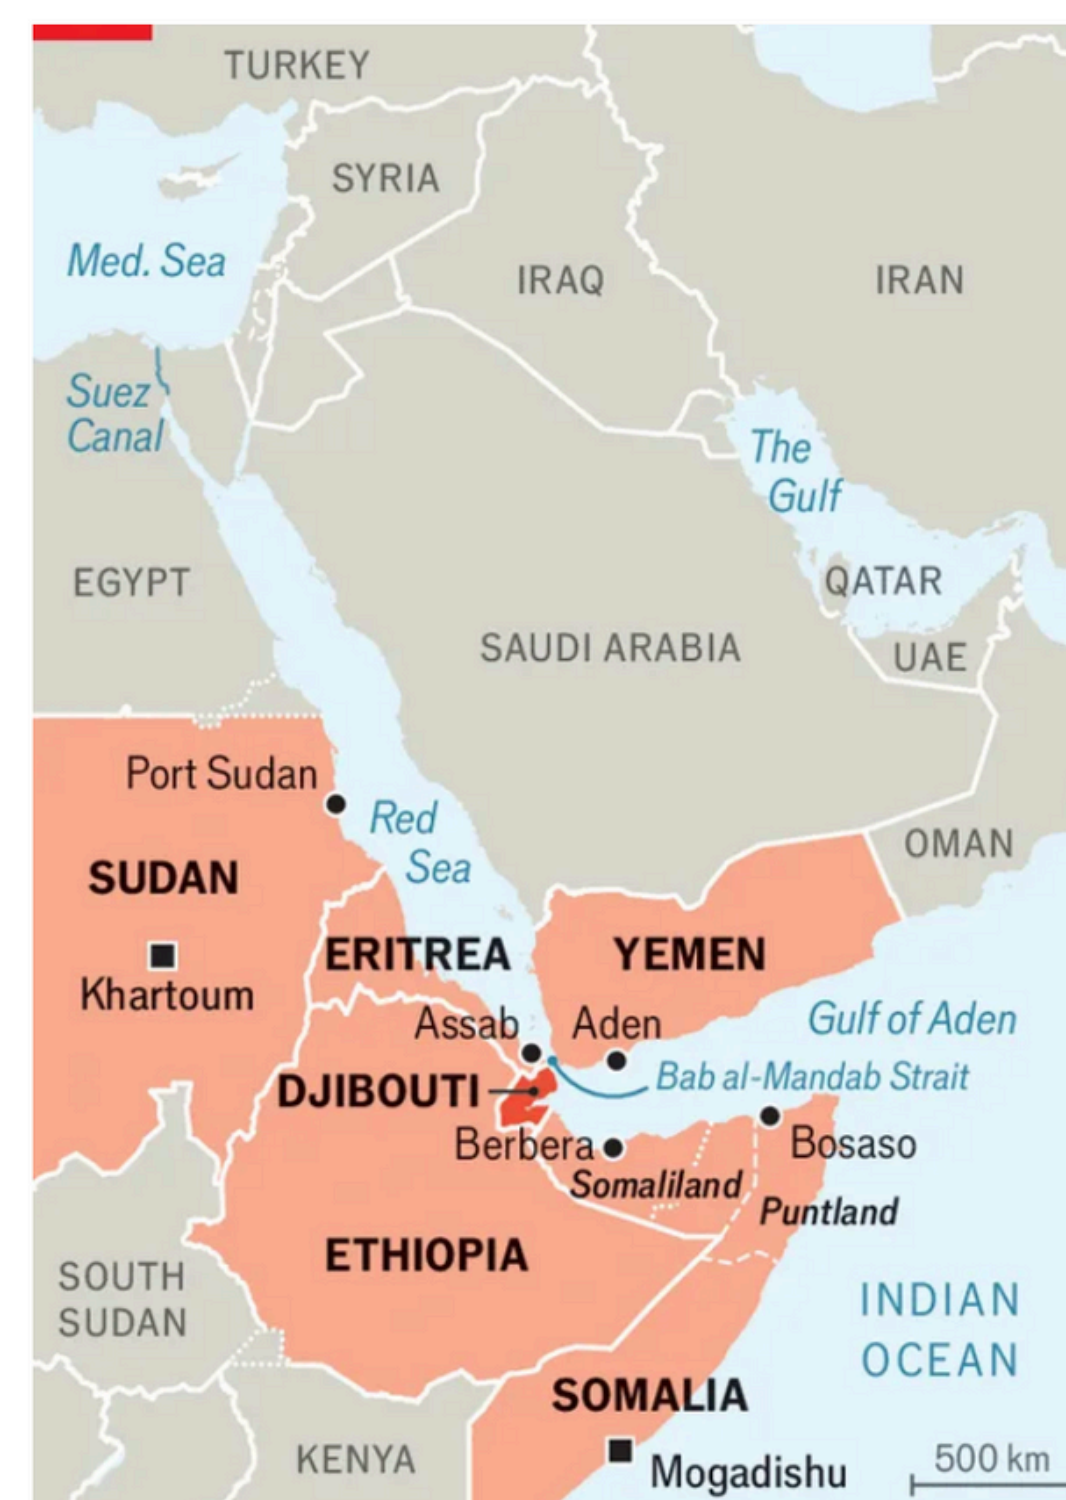 TURKEY
SYRIA
Med. Sea
IRAQ
IRAN
Suez
Canal
The
Gulf
EGYPT
QATAR
SAUDI ARABIA
UAE
Port Sudan
Red
Sea
OMAN
SUDAN
ERITREA
YEMEN
Khartoum
Assab
Aden
Gulf of Aden
Bab al-Mandab Strait
DJIBOUTI
Berbera
Bosaso
Somaliland
Puntland
ETHIOPIA
SOUTH
SUDAN
INDIAN
OCEAN
SOMALIA
KENYA
Mogadishu
500 km